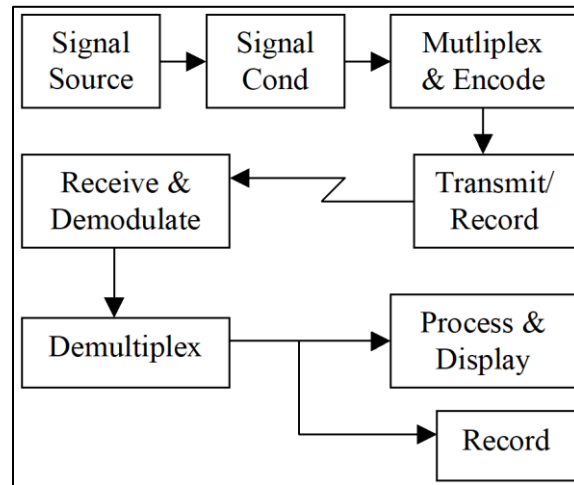 Signal
Source
Signal
Cond
Mutliplex
& Encode
Receive &
Demodulate
Transmit/
Record
Demultiplex
Process &
Display
Record